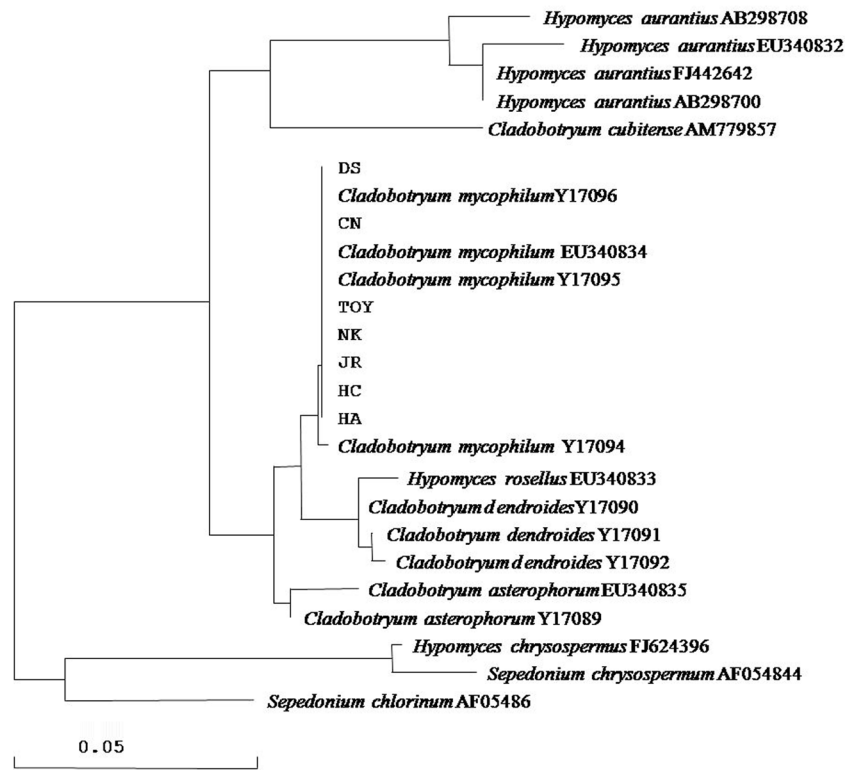 Hypomyces aurantius AB298708
Hypomyces aurantius EU340832
Hypomyces aurantius FJ442642
Hypomyces aurantius AB298700
Cladobotryum cubitense AM779857
DS
Cladobotryum mycophilum Y17096
CN
Cladobotryum mycophilum EU340834
Cladobotryum mycophilum Y17095
TOY
NK
JR
HC
HA
Cladobotryum mycophilum Y17094
Hypomyces rosellus EU340833
Cladobotryum dendroides Y17090
Cladobotryum dendroides Y17091
Cladobotryum dendroides Y17092
Cladobotryum asterophorum EU340835
Cladobotryum asterophorum Y17089
Hypomyces chrysospermus FJ624396
Sepedonium chrysospermum AF054844
Sepedonium chlorinum AF05486
0.05